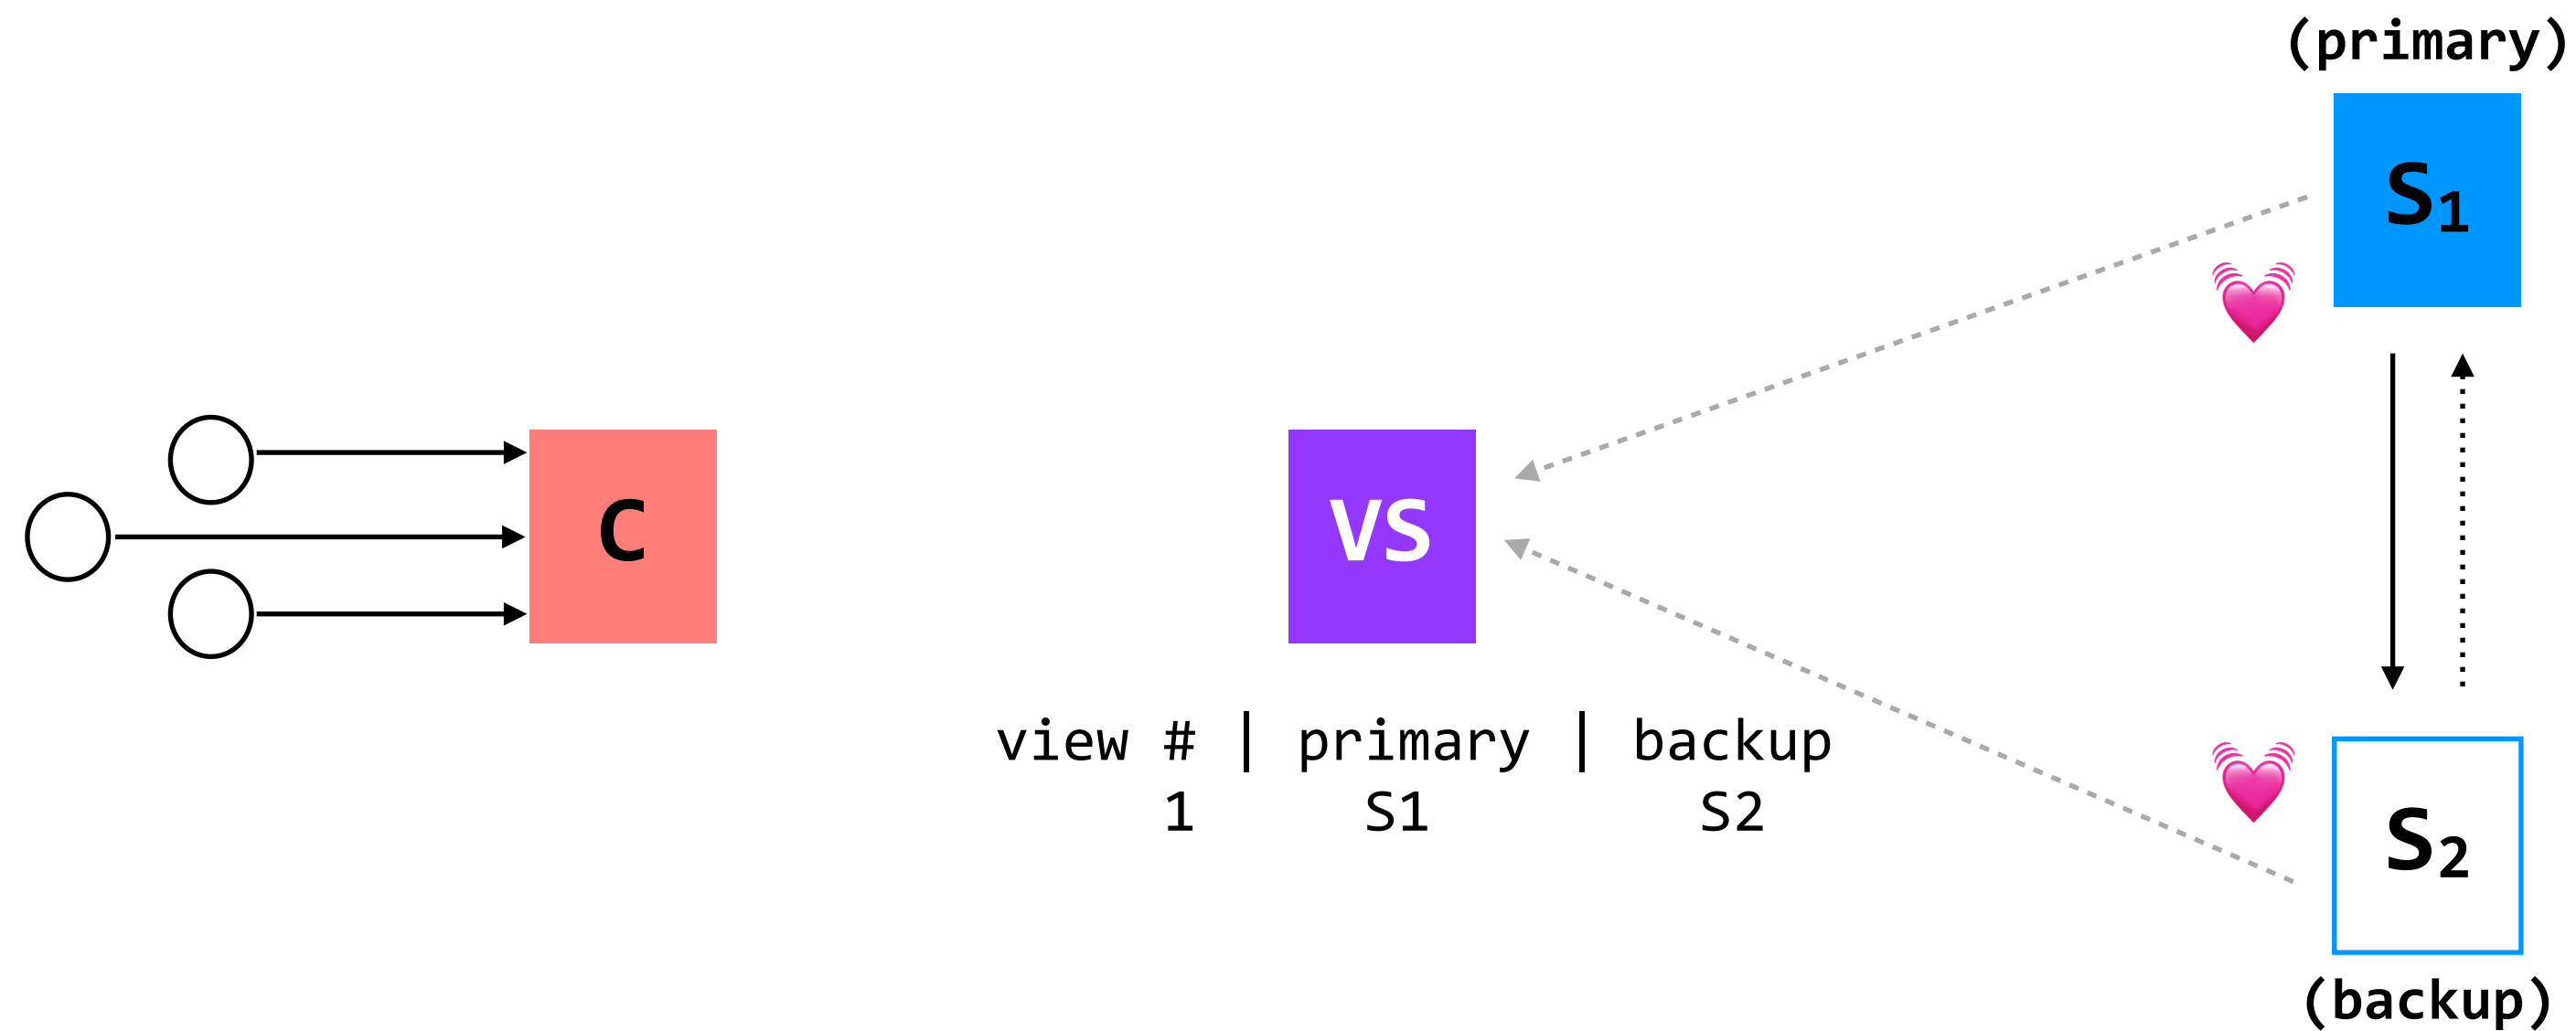 (primary)
S₁
C
VS
view # | primary | backup
1 S1 S2
S₂
(backup)